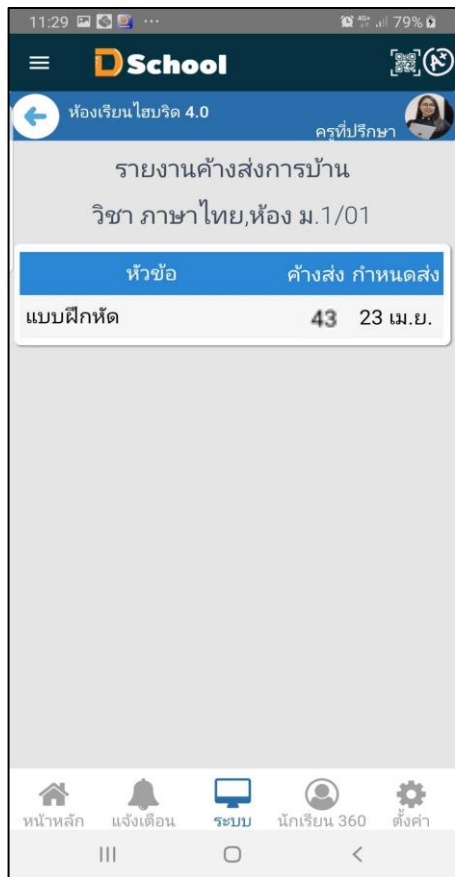 11:29 79%
D School
ห้องเรียนไฮบริด 4.0
ครูที่ปรึกษา
รายงานค้างส่งการบ้าน
วิชา ภาษาไทย,ห้อง ม.1/01
หัวข้อ ค้างส่ง กำหนดส่ง
แบบฝึกหัด 43 23 เม.ย.
หน้าหลัก แจ้งเตือน ระบบ นักเรียน 360 ตั้งค่า